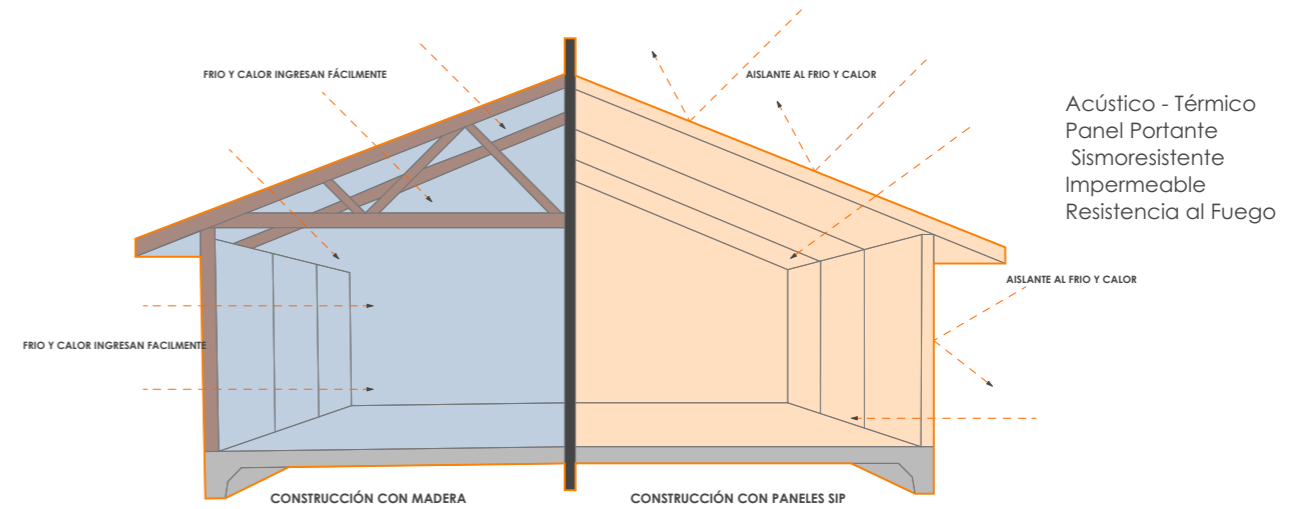 FRIO Y CALOR INGRESAN FÁCILMENTE
AISLANTE AL FRIO Y CALOR
Acústico - Térmico
Panel Portante
Sismoresistente
Impermeable
Resistencia al Fuego
AISLANTE AL FRIO Y CALOR
FRIO Y CALOR INGRESAN FACILMENTE
CONSTRUCCIÓN CON MADERA
CONSTRUCCIÓN CON PANELES SIP